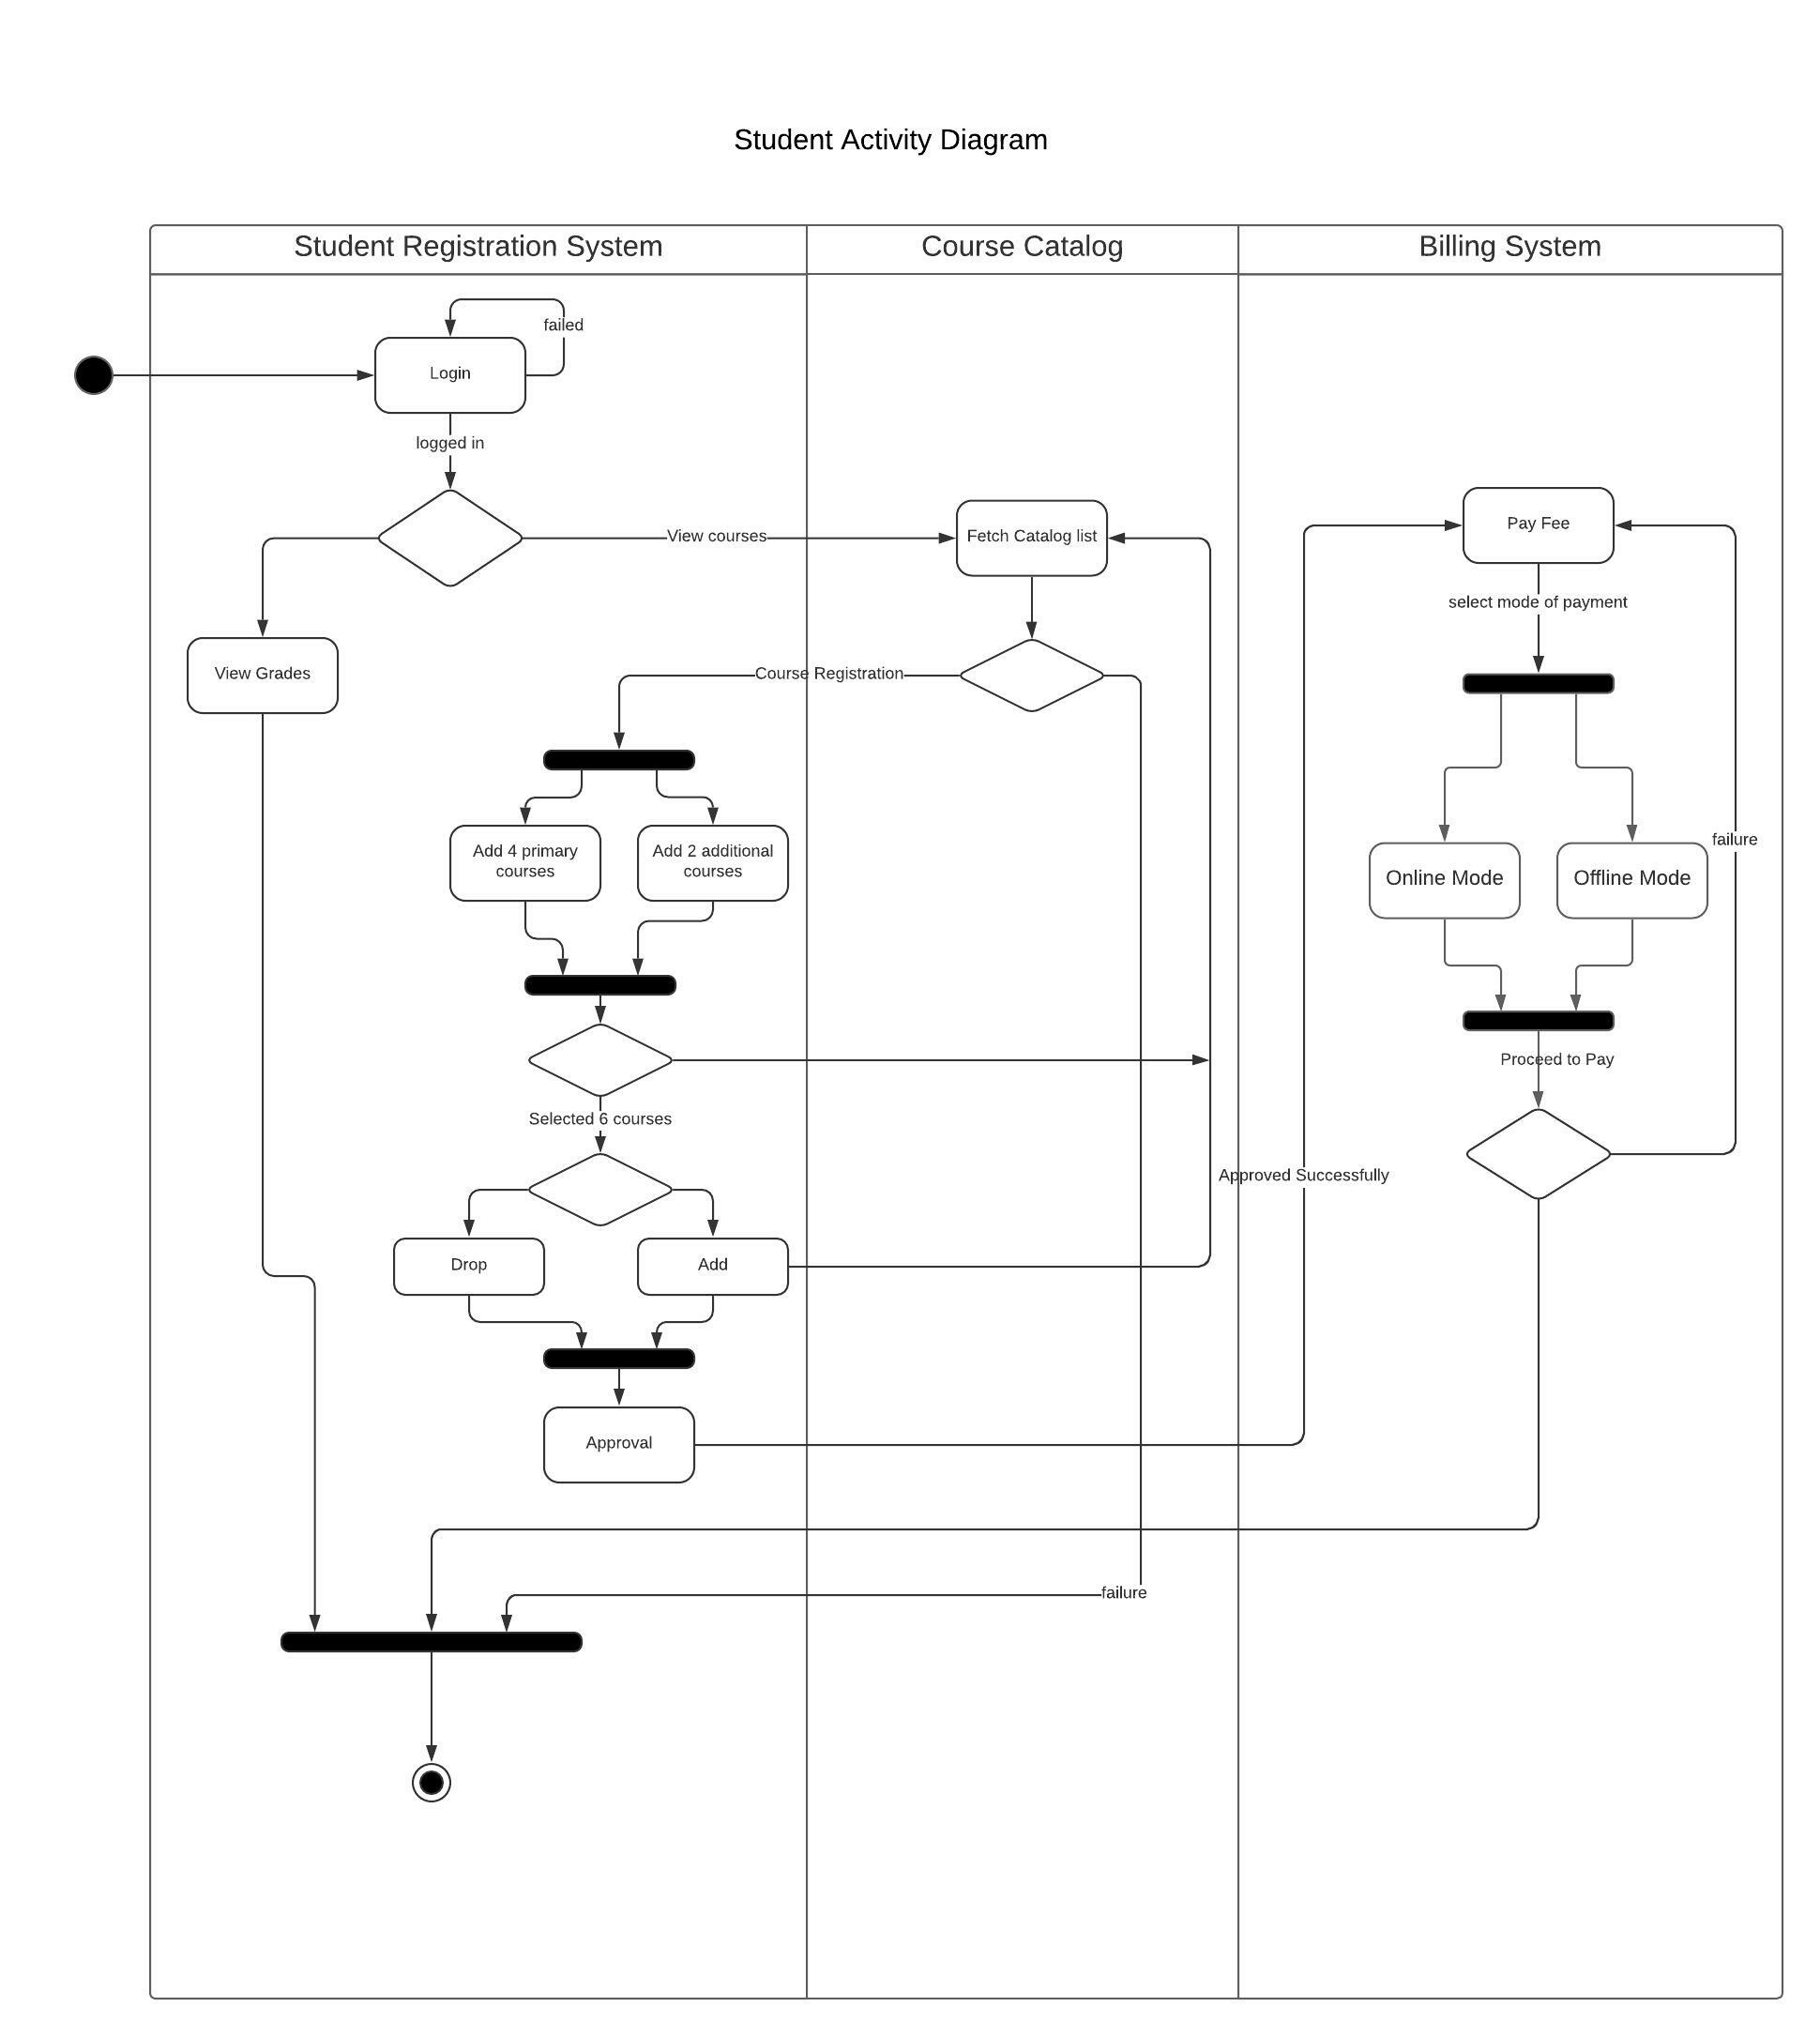 Student Activity Diagram
Student Registration System
Course Catalog
Billing System
failed
Login
logged in
View courses
Fetch Catalog list
Pay Fee
select mode of payment
View Grades
Course Registration
Add 4 primary
courses
Add 2 additional
courses
Online Mode
Offline Mode
failure
Proceed to Pay
Selected 6 courses
Approved Successfully
Drop
Add
Approval
failure